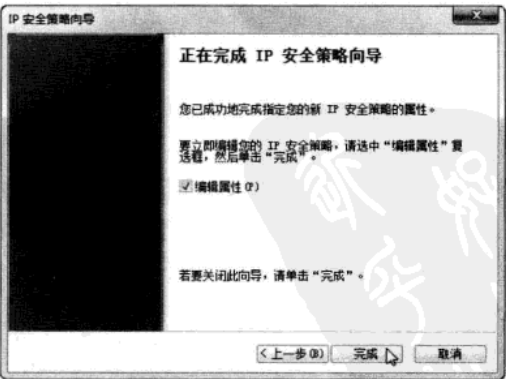 IP 安全策略向导
正在完成 IP 安全策略向导
您已成功地完成指定您的新 IP 安全策略的属性。
要立即编辑您的 IP 安全策略，请选中“编辑属性”复
选框，然后单击“完成”。
编辑属性(P)
若要关闭此向导，请单击“完成”。
<上一步(B)
完成
取消